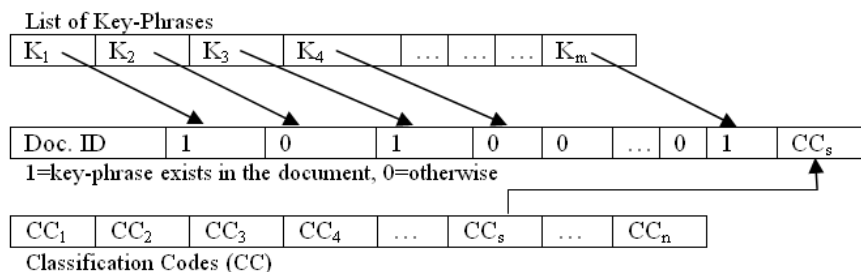 List of Key-Phrases
K1 K2 K3 K4 … … … Km
Doc. ID 1 0 1 0 0 … 0 1 CCs
1=key-phrase exists in the document, 0=otherwise
CC1 CC2 CC3 CC4 … CCs … CCn
Classification Codes (CC)